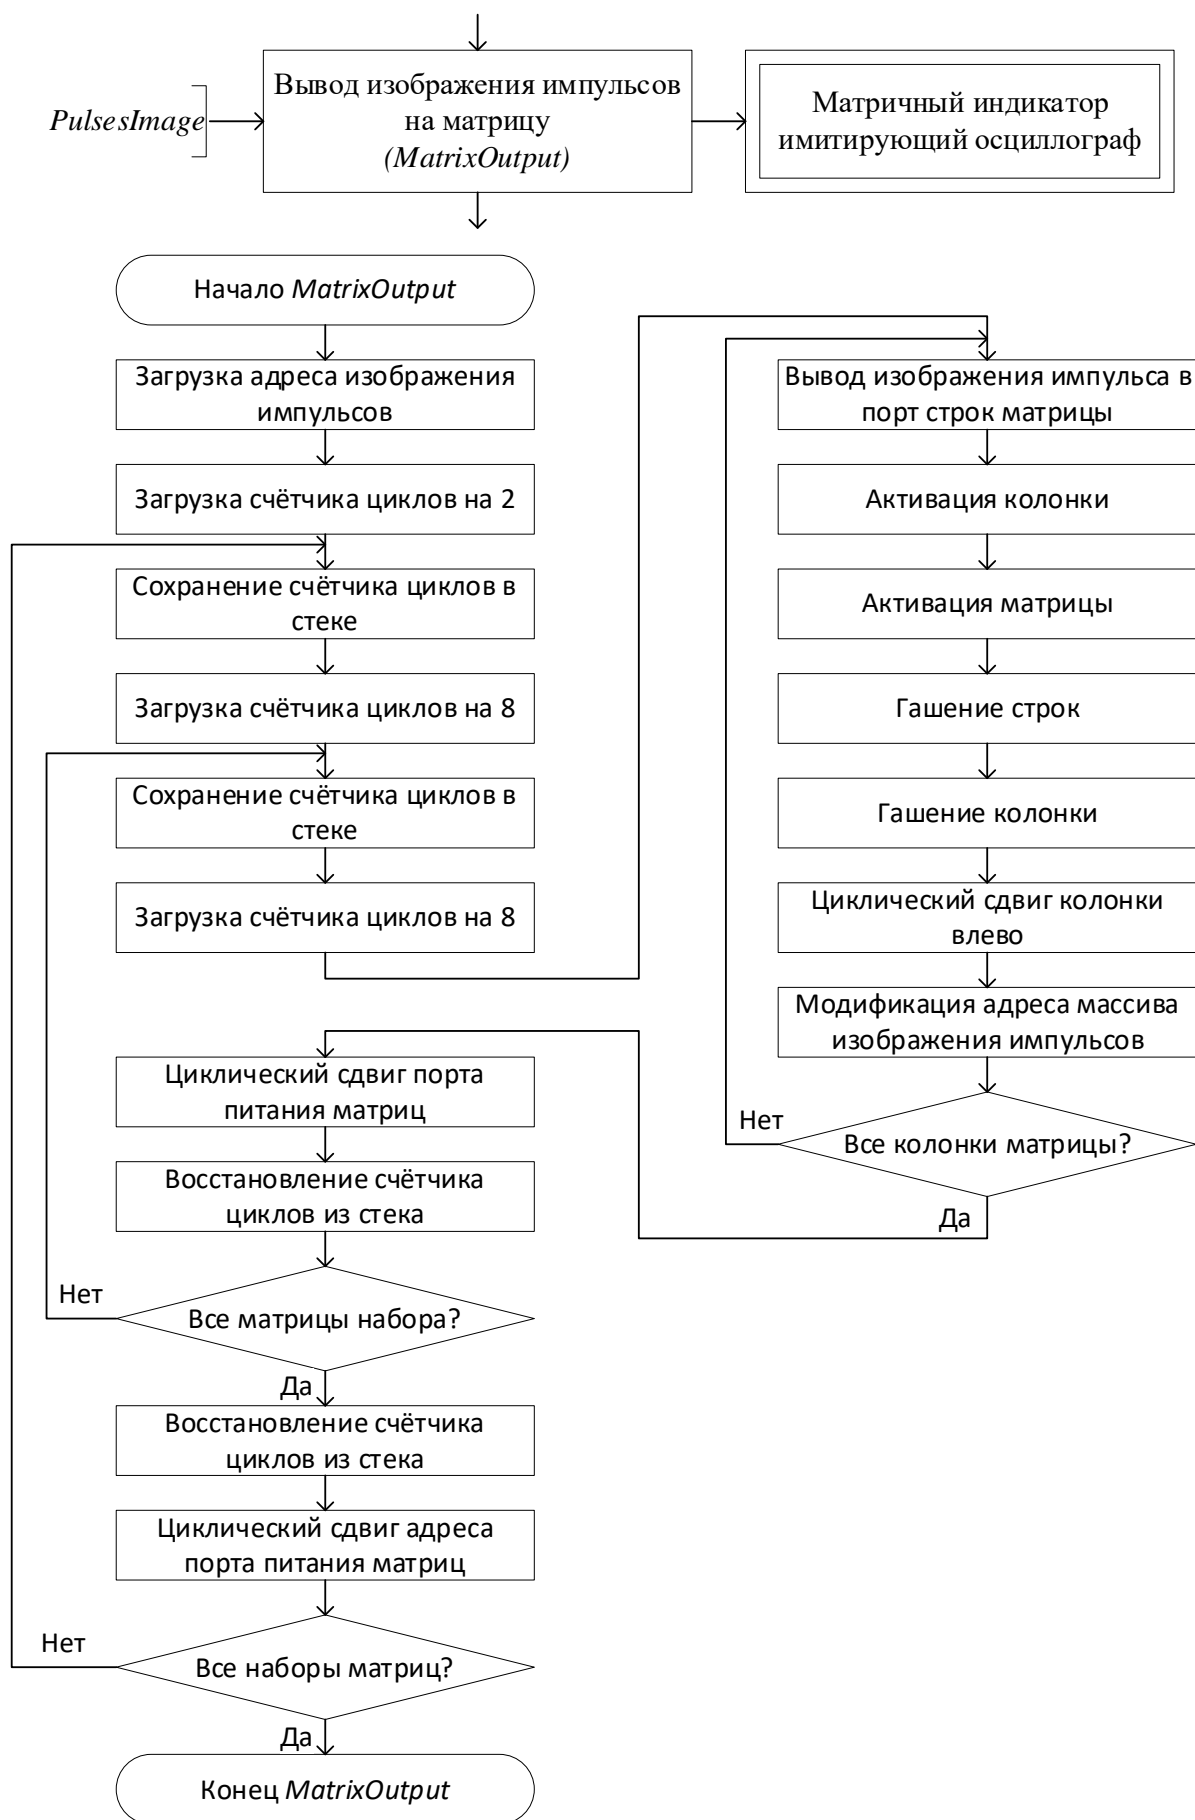 PulsesImage
Вывод изображения импульсов
на матрицу
(MatrixOutput)
Матричный индикатор
имитирующий осциллограф
Начало MatrixOutput
Загрузка адреса изображения
импульсов
Загрузка счётчика циклов на 2
Сохранение счётчика циклов в
стеке
Загрузка счётчика циклов на 8
Сохранение счётчика циклов в
стеке
Загрузка счётчика циклов на 8
Вывод изображения импульса в
порт строк матрицы
Активация колонки
Активация матрицы
Гашение строк
Гашение колонки
Циклический сдвиг колонки
влево
Модификация адреса массива
изображения импульсов
Нет
Все колонки матрицы?
Да
Циклический сдвиг порта
питания матриц
Восстановление счётчика
циклов из стека
Нет
Все матрицы набора?
Да
Восстановление счётчика
циклов из стека
Циклический сдвиг адреса
порта питания матриц
Нет
Все наборы матриц?
Да
Конец MatrixOutput